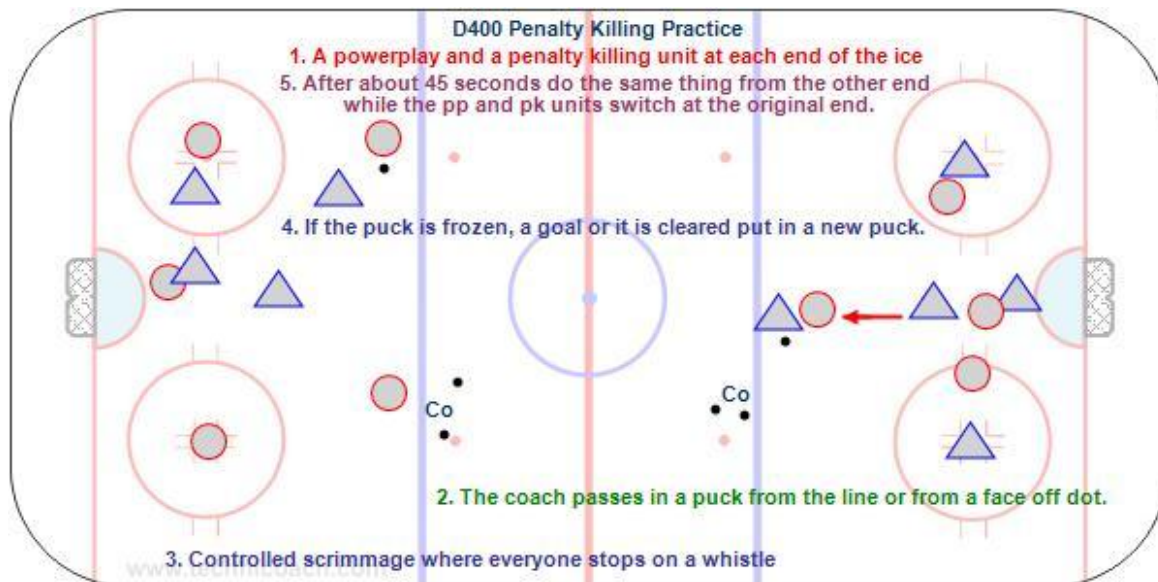 D400 Penalty Killing Practice
1. A powerplay and a penalty killing unit at each end of the ice
5. After about 45 seconds do the same thing from the other end
while the pp and pk units switch at the original end.
4. If the puck is frozen, a goal or it is cleared put in a new puck.
Co
Co
2. The coach passes in a puck from the line or from a face off dot.
3. Controlled scrimmage where everyone stops on a whistle
www.technicoach.com